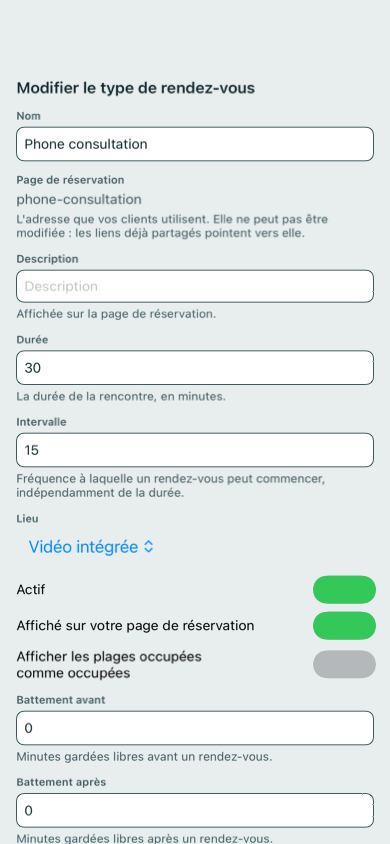 Modifier le type de rendez-vous
Nom
Phone consultation
Page de réservation
phone-consultation
L'adresse que vos clients utilisent. Elle ne peut pas être
modifiée : les liens déjà partagés pointent vers elle.
Description
Description
Affichée sur la page de réservation.
Durée
30
La durée de la rencontre, en minutes.
Intervalle
15
Fréquence à laquelle un rendez-vous peut commencer,
indépendamment de la durée.
Lieu
Vidéo intégrée
Actif
Affiché sur votre page de réservation
Afficher les plages occupées
comme occupées
Battement avant
0
Minutes gardées libres avant un rendez-vous.
Battement après
0
Minutes gardées libres après un rendez-vous.